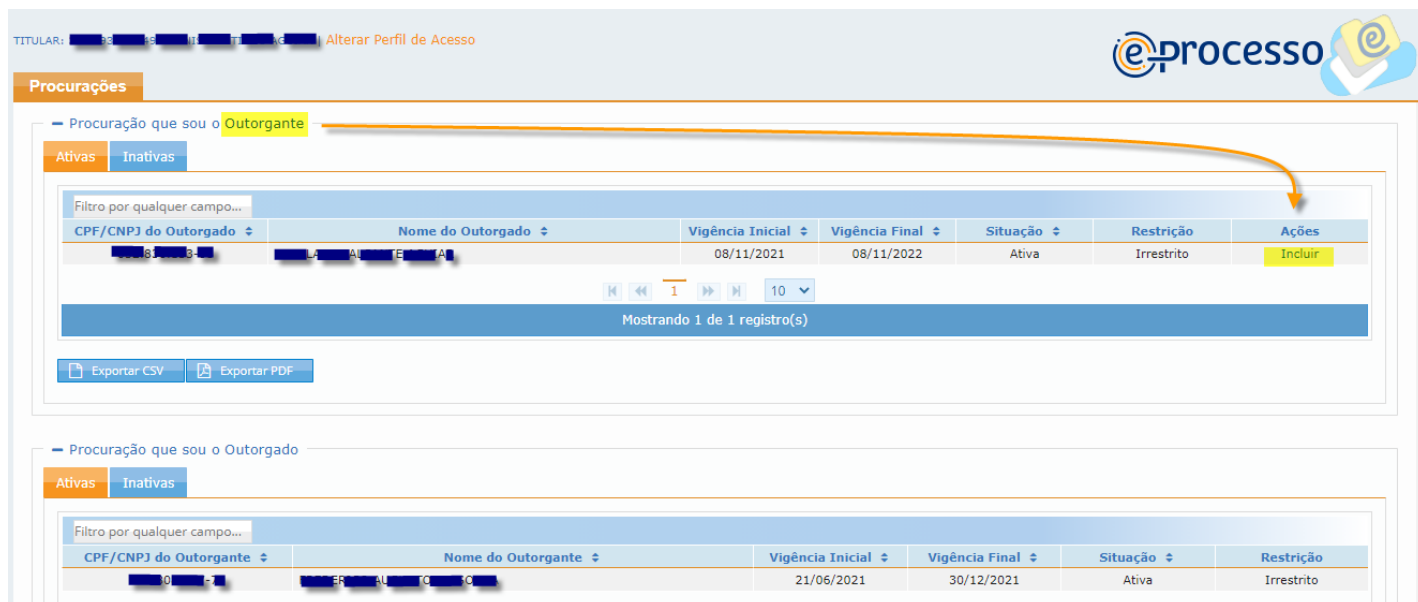 TITULAR: | Alterar Perfil de Acesso
e-processo
Procurações
Procuração que sou o Outorgante
Ativas Inativas
Filtro por qualquer campo...
CPF/CNPJ do Outorgado Nome do Outorgado Vigência Inicial Vigência Final Situação Restrição Ações
08/11/2021 08/11/2022 Ativa Irrestrito Incluir
1 10
Mostrando 1 de 1 registro(s)
Exportar CSV Exportar PDF
Procuração que sou o Outorgado
Ativas Inativas
Filtro por qualquer campo...
CPF/CNPJ do Outorgante Nome do Outorgante Vigência Inicial Vigência Final Situação Restrição
21/06/2021 30/12/2021 Ativa Irrestrito